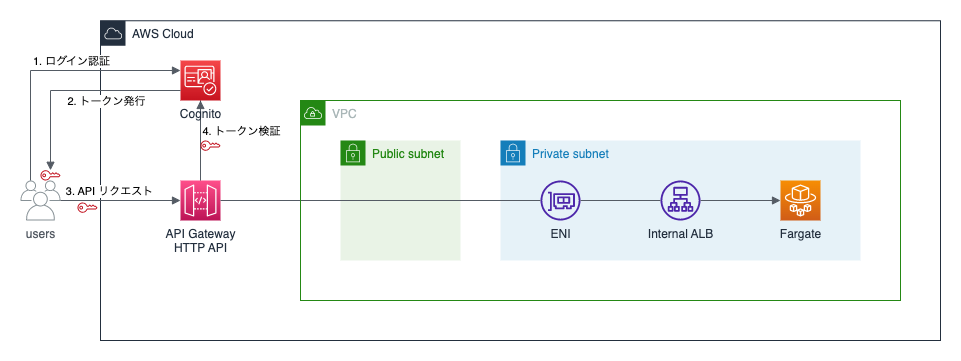 AWS Cloud
1. ログイン認証
2. トークン発行
Cognito
4. トークン検証
VPC
Public subnet
Private subnet
3. API リクエスト
users
API Gateway
HTTP API
ENI
Internal ALB
Fargate